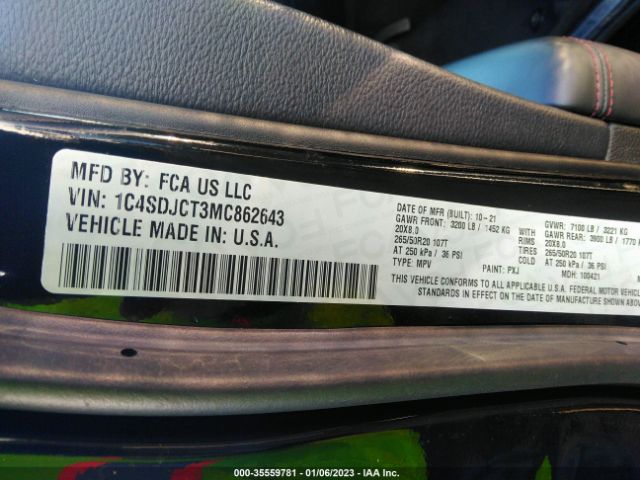 MFD BY: FCA US LLC
VIN: 1C4SDJCT3MC862643
VEHICLE MADE IN: U.S.A.
DATE OF MFR (BUILT): 10-21 GVWR: 7100 LB / 3221 KG
GAWR FRONT: 3200 LB / 1452 KG WITH GAWR REAR: 3900 LB / 1770
20X8.0 RIMS 20X8.0
265/50R20 107T TIRES 265/50R20 107T
AT 250 kPa / 36 PSI COLD AT 250 kPa / 36 PSI
TYPE: MPV PAINT: PXJ MDH: 100421
THIS VEHICLE CONFORMS TO ALL APPLICABLE U.S.A. FEDERAL MOTOR VEHICLE
STANDARDS IN EFFECT ON THE DATE OF MANUFACTURE SHOWN ABOVE.
000-35559781 - 01/06/2023 - IAA Inc.